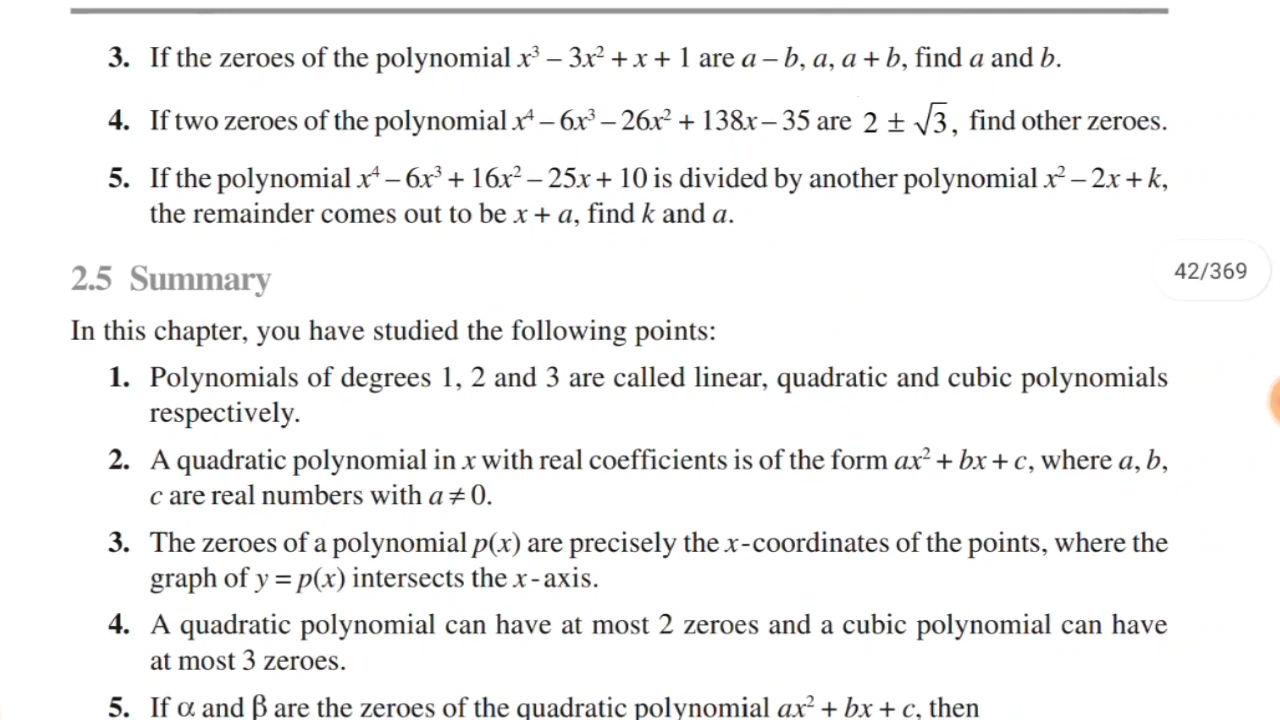 3. If the zeroes of the polynomial x³ – 3x² + x + 1 are a – b, a, a + b, find a and b.
4. If two zeroes of the polynomial x⁴ – 6x³ – 26x² + 138x – 35 are 2 ± √3, find other zeroes.
5. If the polynomial x⁴ – 6x³ + 16x² – 25x + 10 is divided by another polynomial x² – 2x + k,
the remainder comes out to be x + a, find k and a.
2.5 Summary
42/369
In this chapter, you have studied the following points:
1. Polynomials of degrees 1, 2 and 3 are called linear, quadratic and cubic polynomials
respectively.
2. A quadratic polynomial in x with real coefficients is of the form ax² + bx + c, where a, b,
c are real numbers with a ≠ 0.
3. The zeroes of a polynomial p(x) are precisely the x-coordinates of the points, where the
graph of y = p(x) intersects the x-axis.
4. A quadratic polynomial can have at most 2 zeroes and a cubic polynomial can have
at most 3 zeroes.
5. If α and β are the zeroes of the quadratic polynomial ax² + bx + c, then